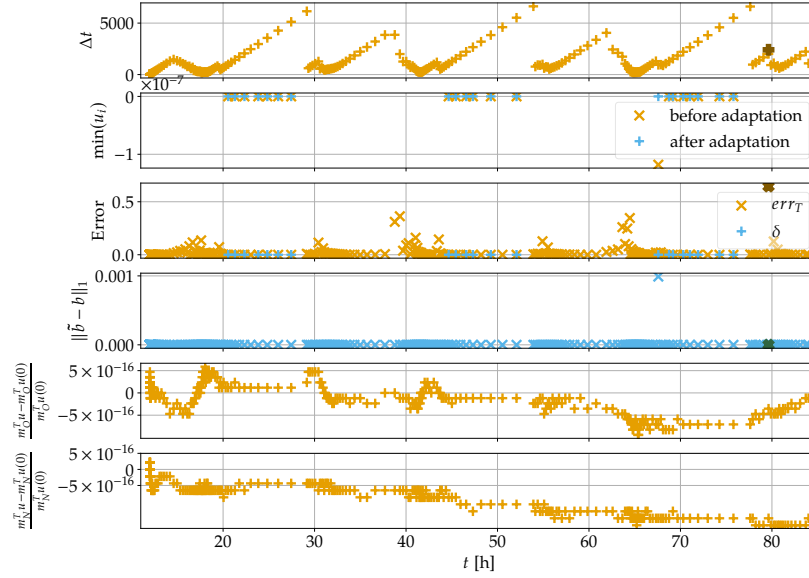 5000
Δt
0
×10⁻⁷
0
min(uᵢ)
−1
before adaptation
after adaptation
0.5
Error
0.0
err_T
δ
0.001
‖b̃ − b‖₁
0.000
5×10⁻¹⁶
0
−5×10⁻¹⁶
m_O^T u−m_O^T u(0)
m_O^T u(0)
5×10⁻¹⁶
0
−5×10⁻¹⁶
m_N^T u−m_N^T u(0)
m_N^T u(0)
20 30 40 50 60 70 80
t [h]